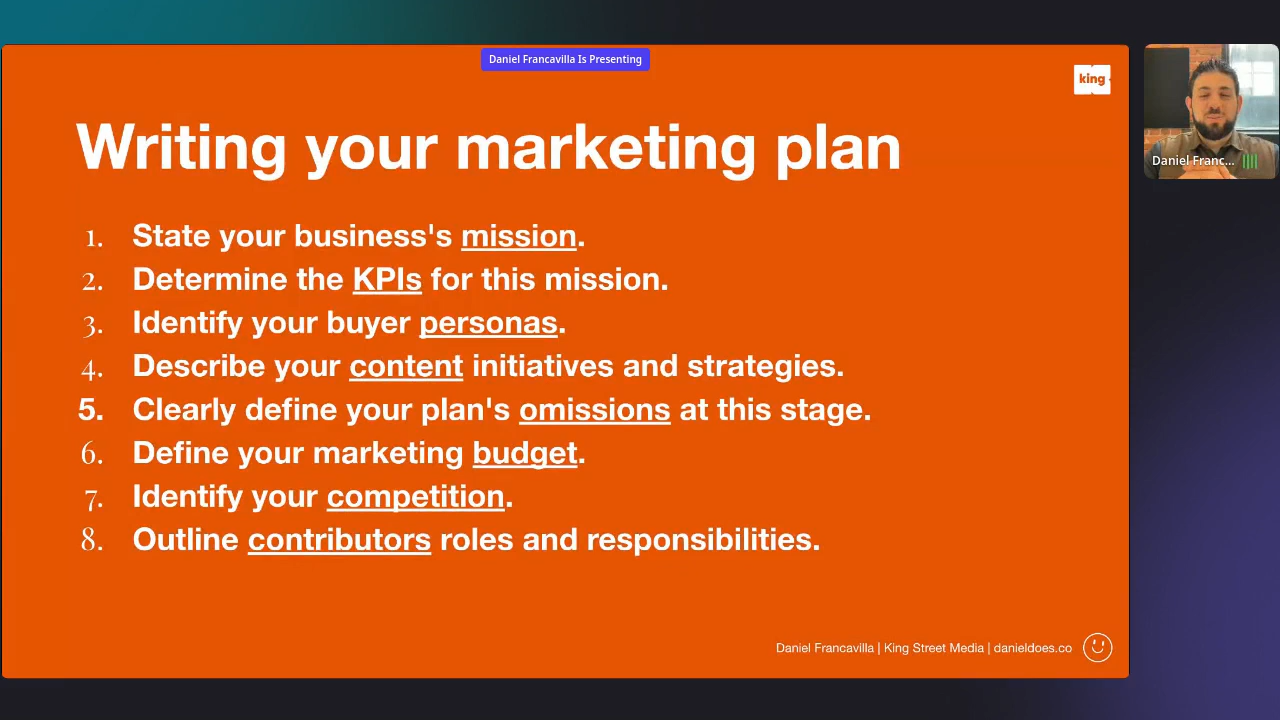 Daniel Francavilla Is Presenting
king
Writing your marketing plan
1. State your business's mission.
2. Determine the KPIs for this mission.
3. Identify your buyer personas.
4. Describe your content initiatives and strategies.
5. Clearly define your plan's omissions at this stage.
6. Define your marketing budget.
7. Identify your competition.
8. Outline contributors roles and responsibilities.
Daniel Francavilla | King Street Media | danieldoes.co
Daniel Franc...